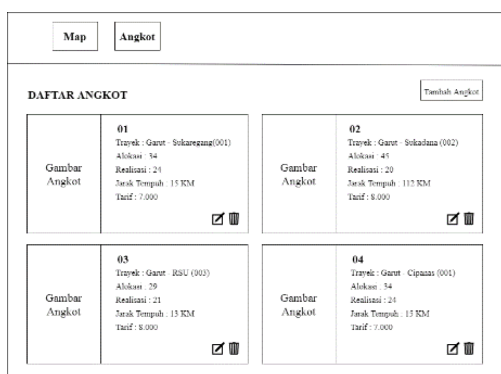 Map
Angkot
DAFTAR ANGKOT
Tambah Angkot
Gambar
Angkot
01
Trayek : Garut - Sukaregang(001)
Alokasi : 34
Realisasi : 24
Jarak Tempuh : 15 KM
Tarif : 7.000
Gambar
Angkot
02
Trayek : Garut - Sukadana (002)
Alokasi : 45
Realisasi : 20
Jarak Tempuh : 112 KM
Tarif : 8.000
Gambar
Angkot
03
Trayek : Garut - RSU (003)
Alokasi : 29
Realisasi : 21
Jarak Tempuh : 13 KM
Tarif : 8.000
Gambar
Angkot
04
Trayek : Garut - Cipanas (001)
Alokasi : 34
Realisasi : 24
Jarak Tempuh : 15 KM
Tarif : 7.000